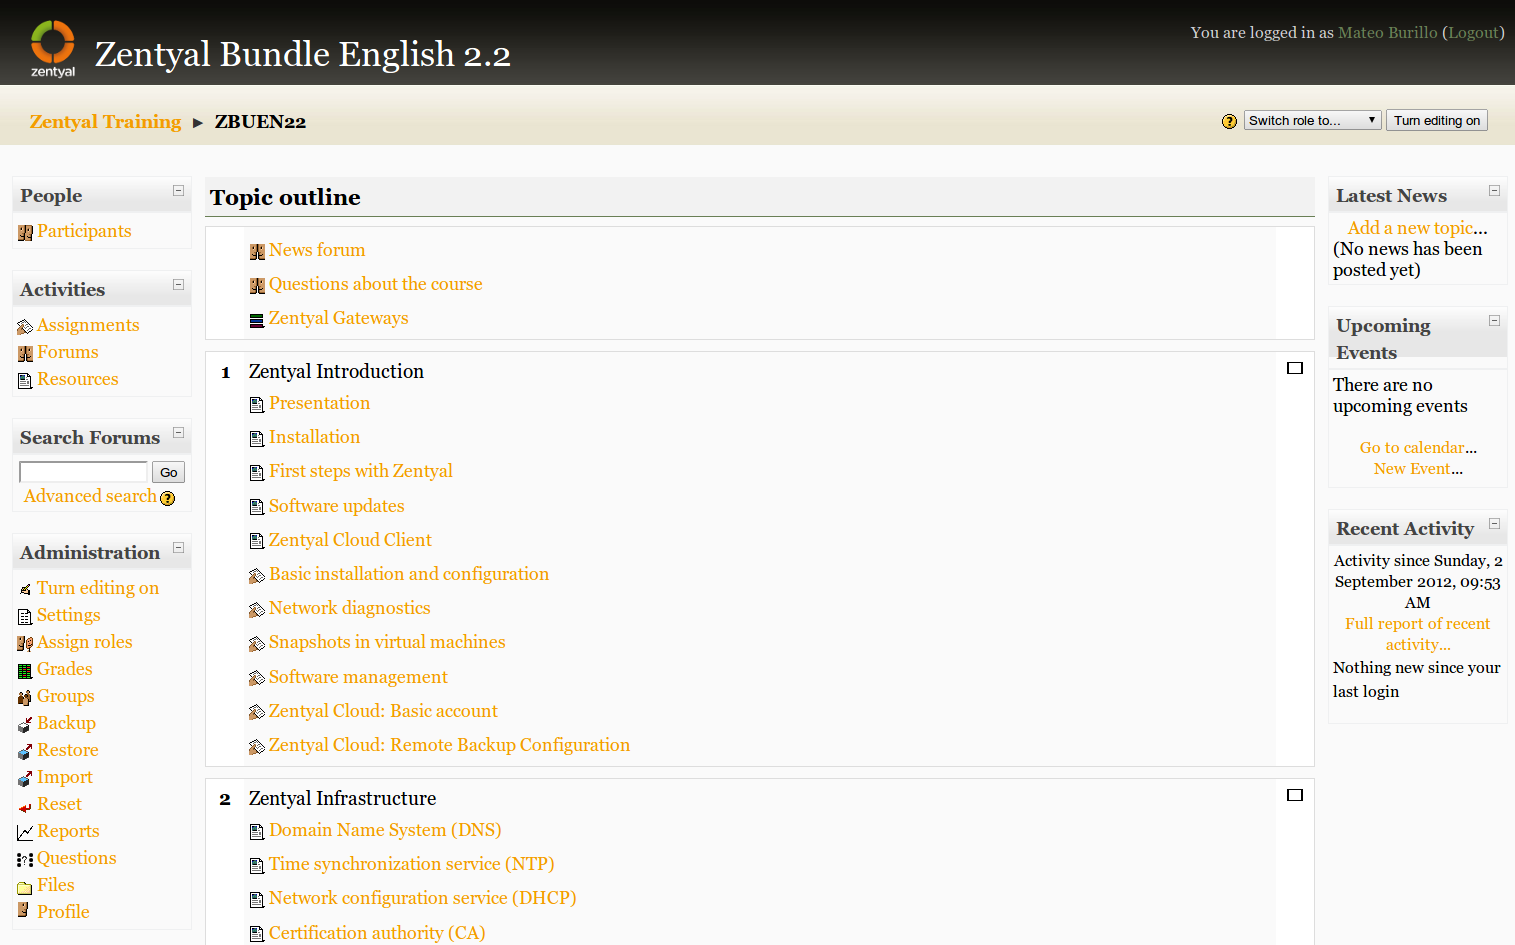 zentyal
Zentyal Bundle English 2.2
You are logged in as Mateo Burillo (Logout)
Zentyal Training ► ZBUEN22
Switch role to...
Turn editing on
People
Participants
Activities
Assignments
Forums
Resources
Search Forums
Go
Advanced search
Administration
Turn editing on
Settings
Assign roles
Grades
Groups
Backup
Restore
Import
Reset
Reports
Questions
Files
Profile
Topic outline
News forum
Questions about the course
Zentyal Gateways
1 Zentyal Introduction
Presentation
Installation
First steps with Zentyal
Software updates
Zentyal Cloud Client
Basic installation and configuration
Network diagnostics
Snapshots in virtual machines
Software management
Zentyal Cloud: Basic account
Zentyal Cloud: Remote Backup Configuration
2 Zentyal Infrastructure
Domain Name System (DNS)
Time synchronization service (NTP)
Network configuration service (DHCP)
Certification authority (CA)
Latest News
Add a new topic...
(No news has been
posted yet)
Upcoming
Events
There are no
upcoming events
Go to calendar...
New Event...
Recent Activity
Activity since Sunday, 2
September 2012, 09:53
AM
Full report of recent
activity...
Nothing new since your
last login